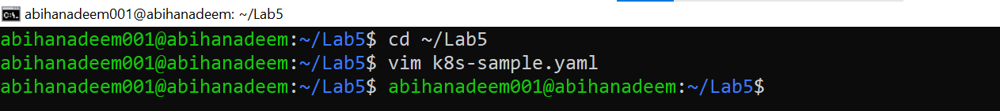 abihanadeem001@abihanadeem: ~/Lab5
abihanadeem001@abihanadeem:~/Lab5$ cd ~/Lab5
abihanadeem001@abihanadeem:~/Lab5$ vim k8s-sample.yaml
abihanadeem001@abihanadeem:~/Lab5$ abihanadeem001@abihanadeem:~/Lab5$